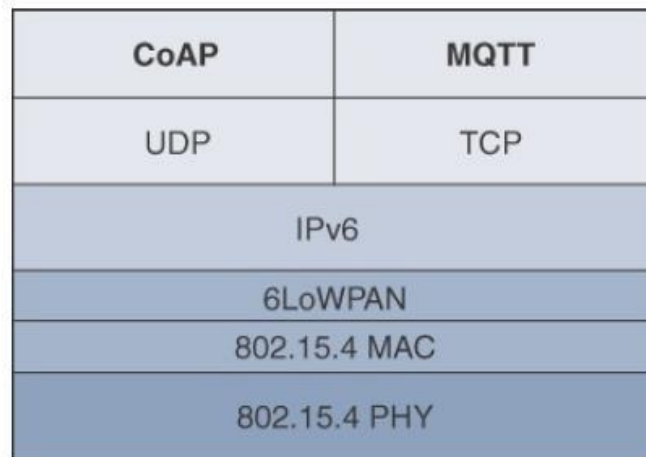 CoAP MQTT
UDP TCP
IPv6
6LoWPAN
802.15.4 MAC
802.15.4 PHY